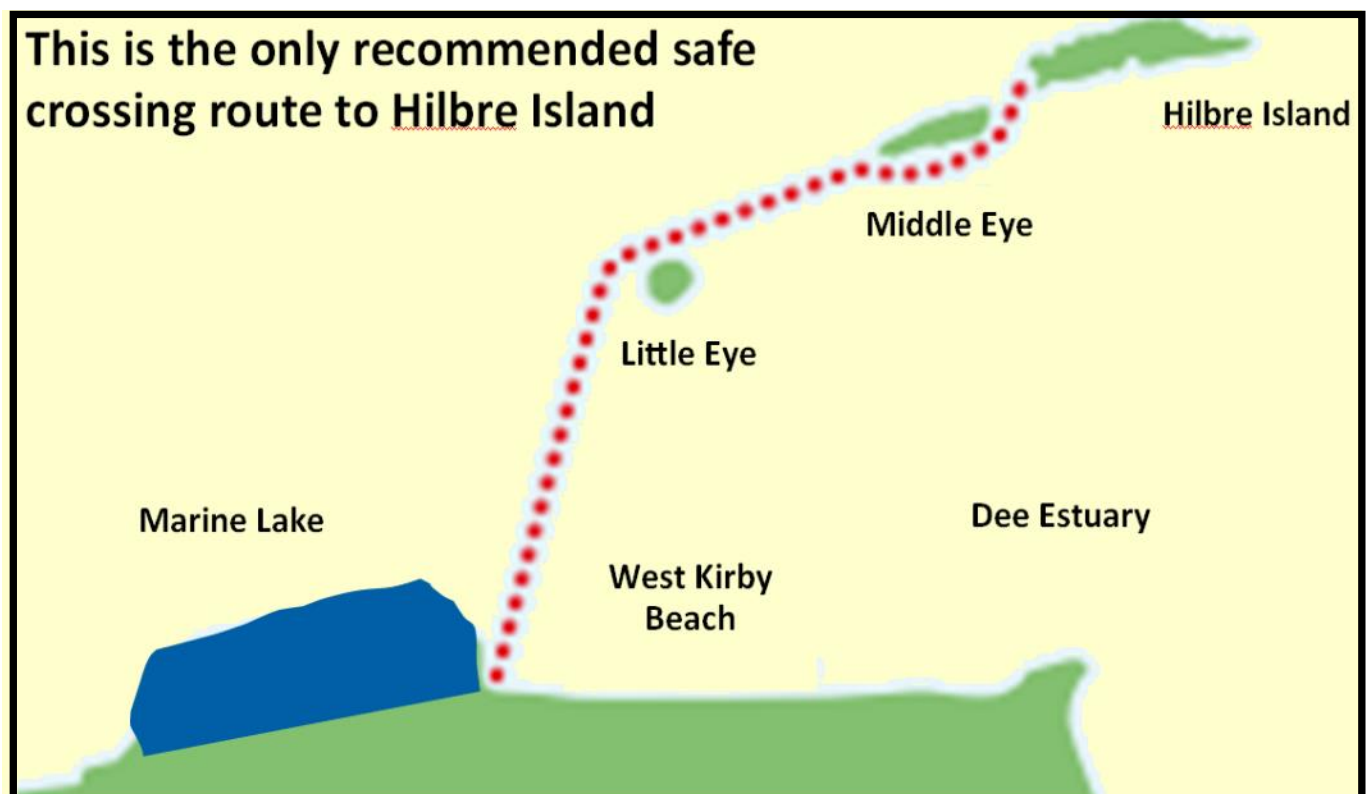 This is the only recommended safe
crossing route to Hilbre Island
Hilbre Island
Middle Eye
Little Eye
Marine Lake
Dee Estuary
West Kirby
Beach